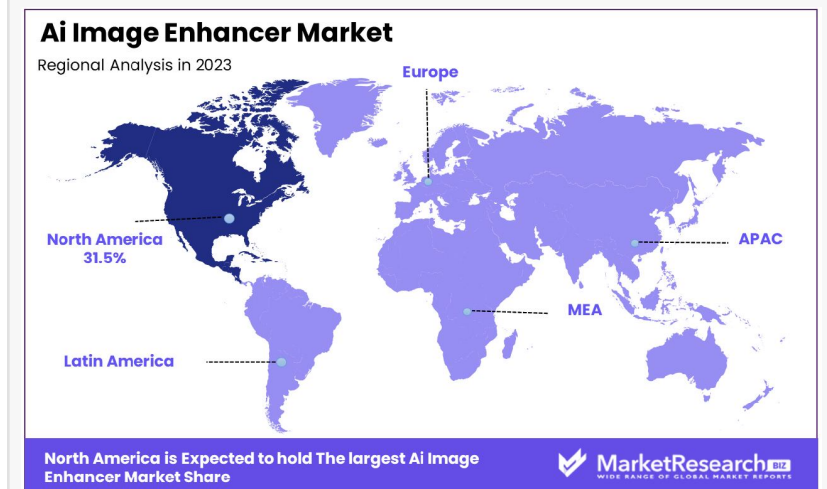 Ai Image Enhancer Market
Regional Analysis in 2023
Europe
North America
31.5%
APAC
MEA
Latin America
North America is Expected to hold The largest Ai Image
Enhancer Market Share
MarketResearch BIZ
WIDE RANGE OF GLOBAL MARKET REPORTS